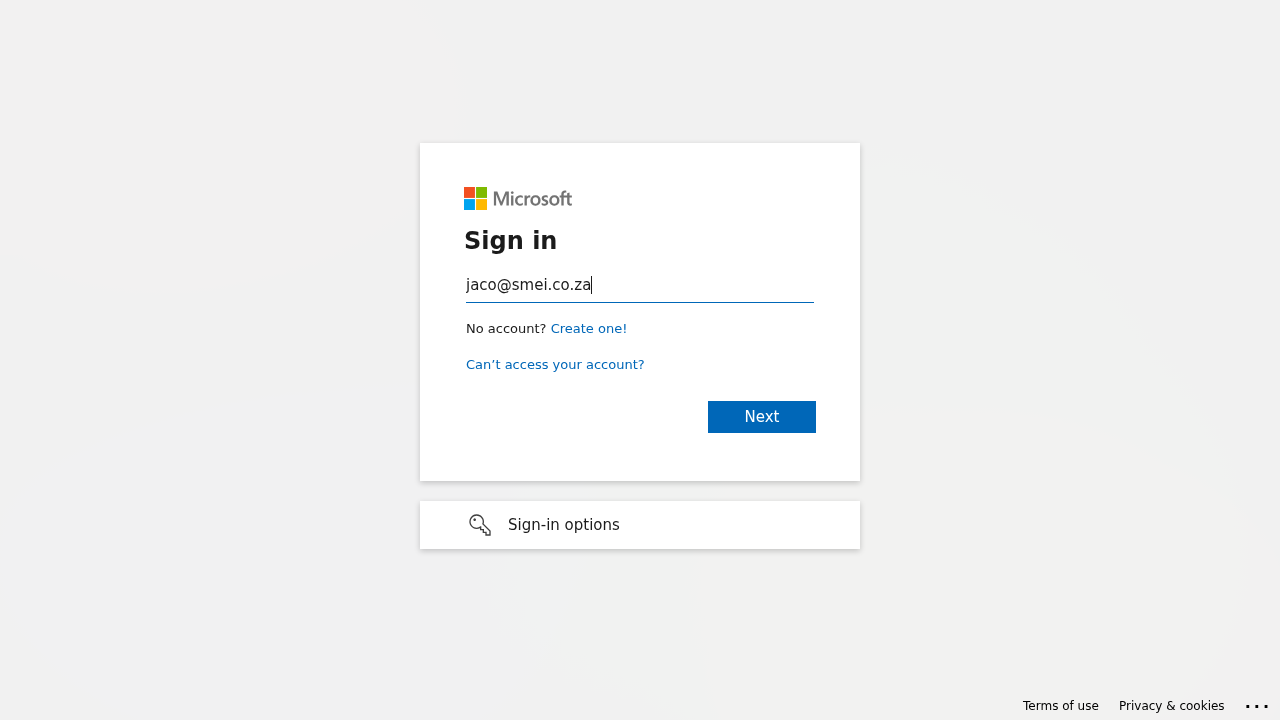 Microsoft
Sign in
jaco@smei.co.za
No account? Create one!
Can’t access your account?
Next
Sign-in options
Terms of use Privacy & cookies ...